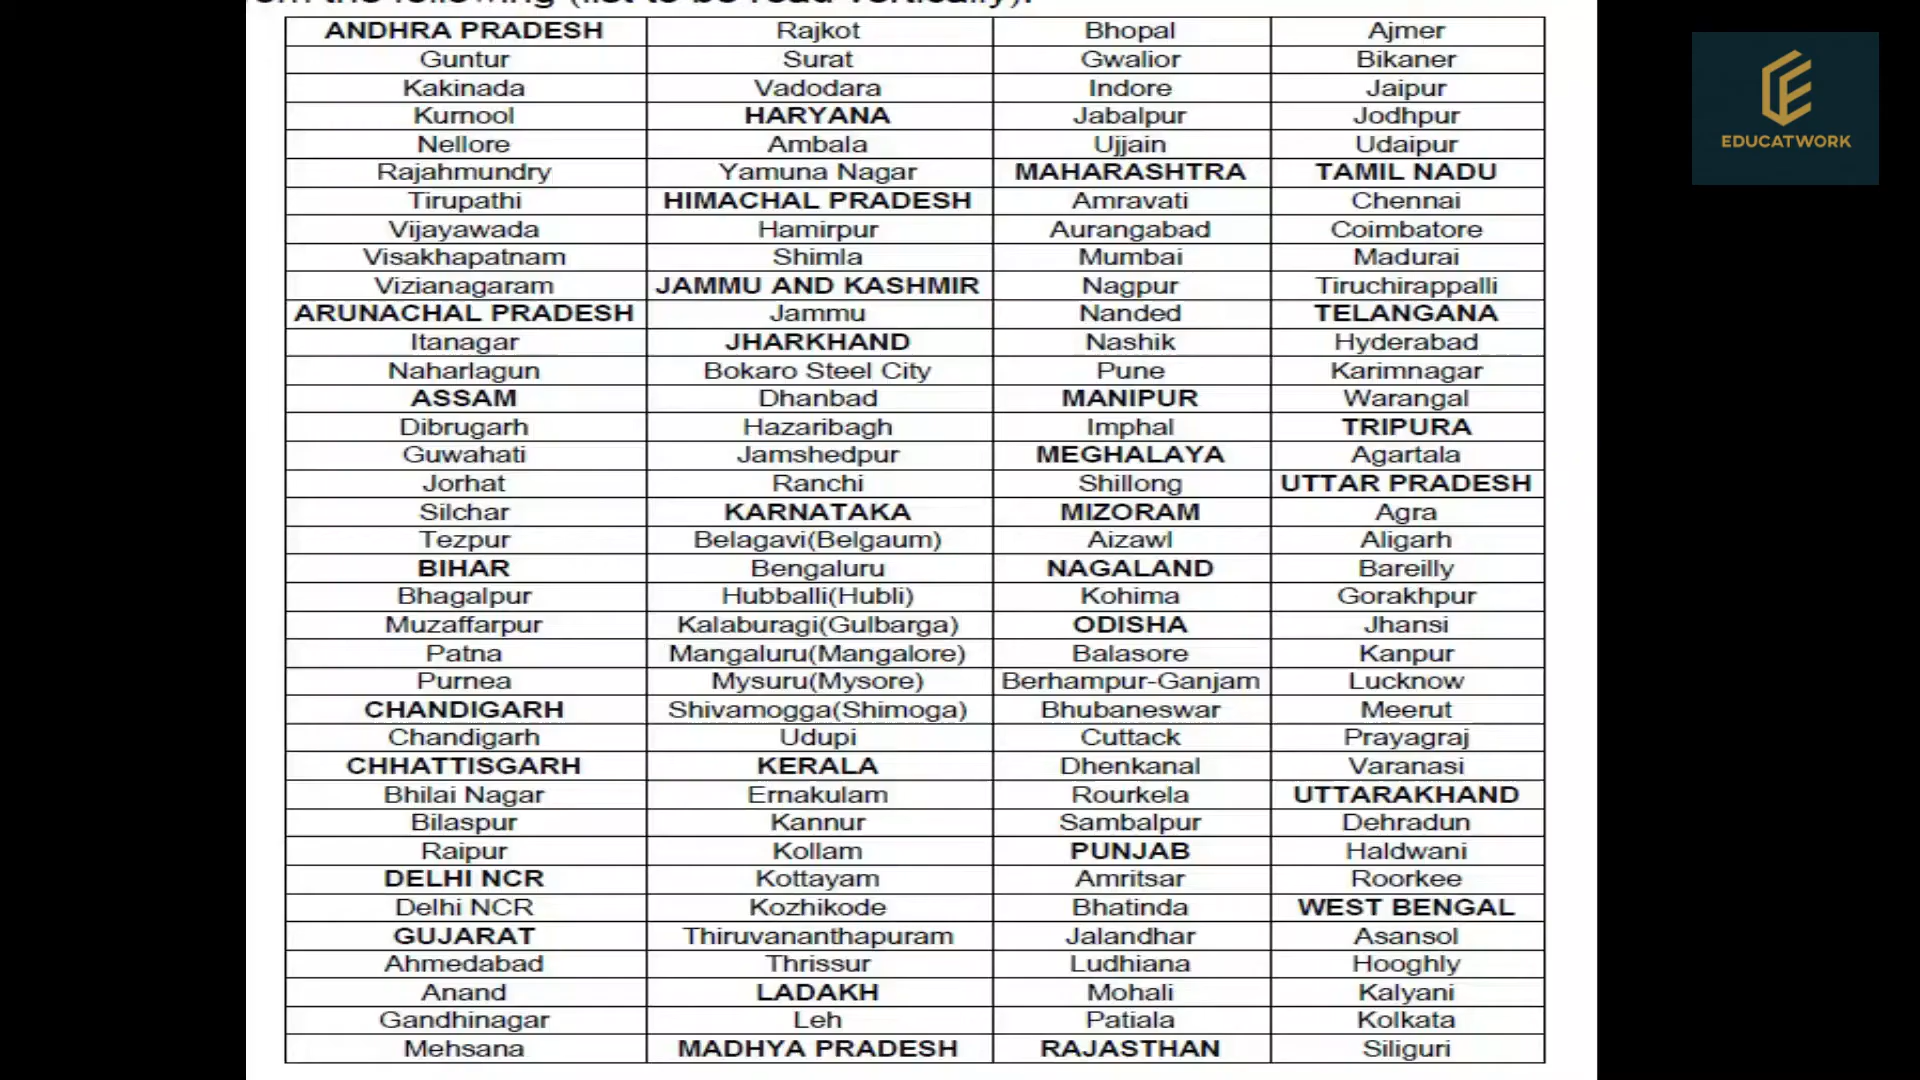 om the following (list to be read vertically):
ANDHRA PRADESH Rajkot Bhopal Ajmer
Guntur Surat Gwalior Bikaner
Kakinada Vadodara Indore Jaipur
Kurnool HARYANA Jabalpur Jodhpur
Nellore Ambala Ujjain Udaipur
Rajahmundry Yamuna Nagar MAHARASHTRA TAMIL NADU
Tirupathi HIMACHAL PRADESH Amravati Chennai
Vijayawada Hamirpur Aurangabad Coimbatore
Visakhapatnam Shimla Mumbai Madurai
Vizianagaram JAMMU AND KASHMIR Nagpur Tiruchirappalli
ARUNACHAL PRADESH Jammu Nanded TELANGANA
Itanagar JHARKHAND Nashik Hyderabad
Naharlagun Bokaro Steel City Pune Karimnagar
ASSAM Dhanbad MANIPUR Warangal
Dibrugarh Hazaribagh Imphal TRIPURA
Guwahati Jamshedpur MEGHALAYA Agartala
Jorhat Ranchi Shillong UTTAR PRADESH
Silchar KARNATAKA MIZORAM Agra
Tezpur Belagavi(Belgaum) Aizawl Aligarh
BIHAR Bengaluru NAGALAND Bareilly
Bhagalpur Hubballi(Hubli) Kohima Gorakhpur
Muzaffarpur Kalaburagi(Gulbarga) ODISHA Jhansi
Patna Mangaluru(Mangalore) Balasore Kanpur
Purnea Mysuru(Mysore) Berhampur-Ganjam Lucknow
CHANDIGARH Shivamogga(Shimoga) Bhubaneswar Meerut
Chandigarh Udupi Cuttack Prayagraj
CHHATTISGARH KERALA Dhenkanal Varanasi
Bhilai Nagar Ernakulam Rourkela UTTARAKHAND
Bilaspur Kannur Sambalpur Dehradun
Raipur Kollam PUNJAB Haldwani
DELHI NCR Kottayam Amritsar Roorkee
Delhi NCR Kozhikode Bhatinda WEST BENGAL
GUJARAT Thiruvananthapuram Jalandhar Asansol
Ahmedabad Thrissur Ludhiana Hooghly
Anand LADAKH Mohali Kalyani
Gandhinagar Leh Patiala Kolkata
Mehsana MADHYA PRADESH RAJASTHAN Siliguri
EDUCATWORK